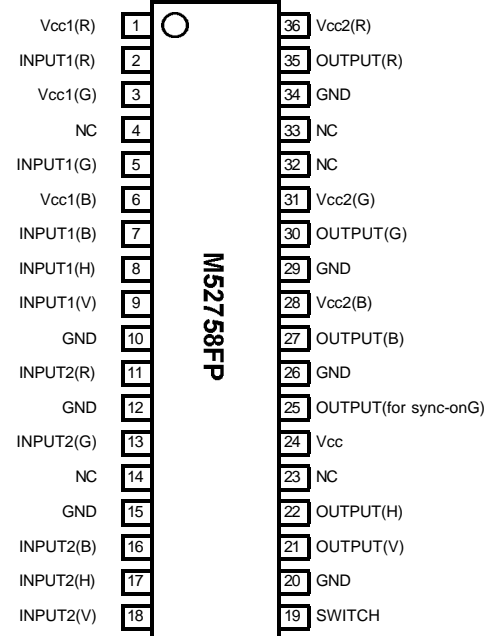 Vcc1(R) 1 36 Vcc2(R)
INPUT1(R) 2 35 OUTPUT(R)
Vcc1(G) 3 34 GND
NC 4 33 NC
INPUT1(G) 5 32 NC
Vcc1(B) 6 31 Vcc2(G)
INPUT1(B) 7 30 OUTPUT(G)
INPUT1(H) 8 29 GND
INPUT1(V) 9 28 Vcc2(B)
GND 10 27 OUTPUT(B)
INPUT2(R) 11 26 GND
GND 12 25 OUTPUT(for sync-onG)
INPUT2(G) 13 24 Vcc
NC 14 23 NC
GND 15 22 OUTPUT(H)
INPUT2(B) 16 21 OUTPUT(V)
INPUT2(H) 17 20 GND
INPUT2(V) 18 19 SWITCH
M52758FP